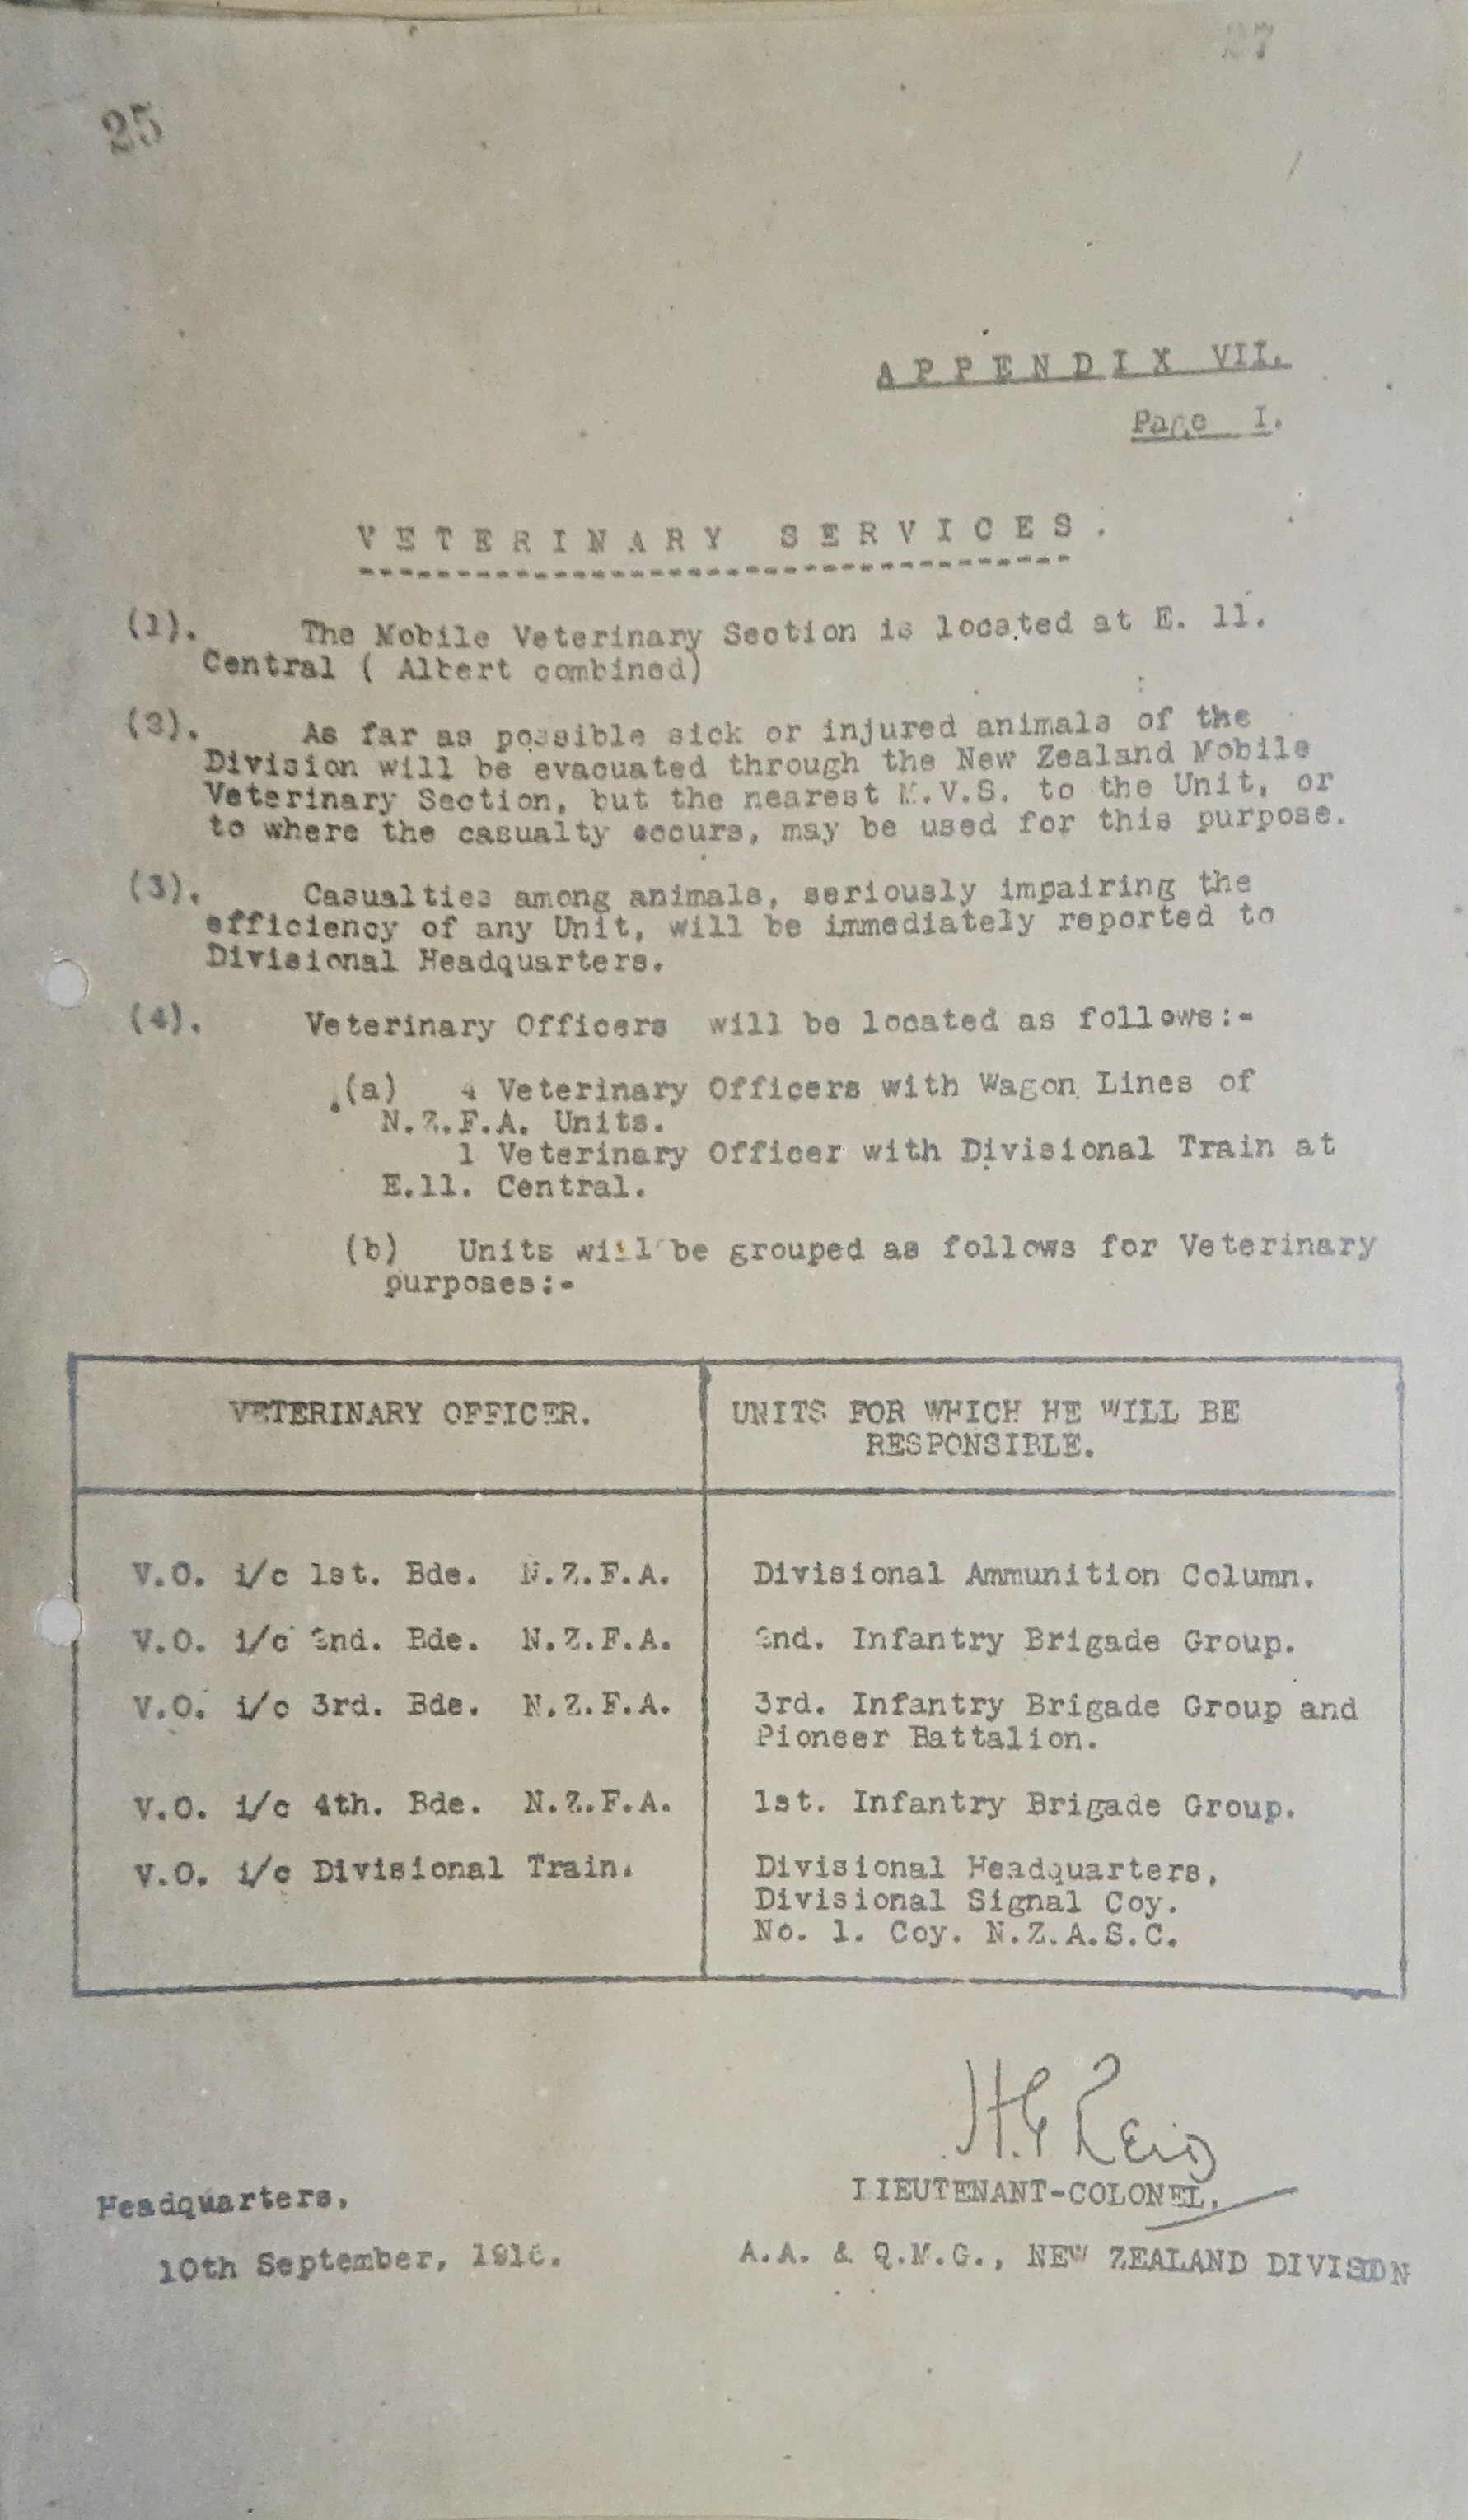 27
25
APPENDIX VII.
Page I.
VETERINARY SERVICES.
(1). The Mobile Veterinary Section is located at E. 11.
Central ( Albert combined)
(2). As far as possible sick or injured animals of the
Division will be evacuated through the New Zealand Mobile
Veterinary Section, but the nearest M.V.S. to the Unit, or
to where the casualty occurs, may be used for this purpose.
(3). Casualties among animals, seriously impairing the
efficiency of any Unit, will be immediately reported to
Divisional Headquarters.
(4). Veterinary Officers will be located as follows:-
(a) 4 Veterinary Officers with Wagon Lines of
N.Z.F.A. Units.
1 Veterinary Officer with Divisional Train at
E.11. Central.
(b) Units will be grouped as follows for Veterinary
purposes:-
VETERINARY OFFICER. UNITS FOR WHICH HE WILL BE
RESPONSIBLE.
V.O. i/c 1st. Bde. N.Z.F.A. Divisional Ammunition Column.
V.O. i/c 2nd. Bde. N.Z.F.A. 2nd. Infantry Brigade Group.
V.O. i/c 3rd. Bde. N.Z.F.A. 3rd. Infantry Brigade Group and
Pioneer Battalion.
V.O. i/c 4th. Bde. N.Z.F.A. 1st. Infantry Brigade Group.
V.O. i/c Divisional Train. Divisional Headquarters,
Divisional Signal Coy.
No. 1. Coy. N.Z.A.S.C.
H.G Reid
LIEUTENANT-COLONEL,
Headquarters,
10th September, 1916. A.A. & Q.M.G., NEW ZEALAND DIVISION